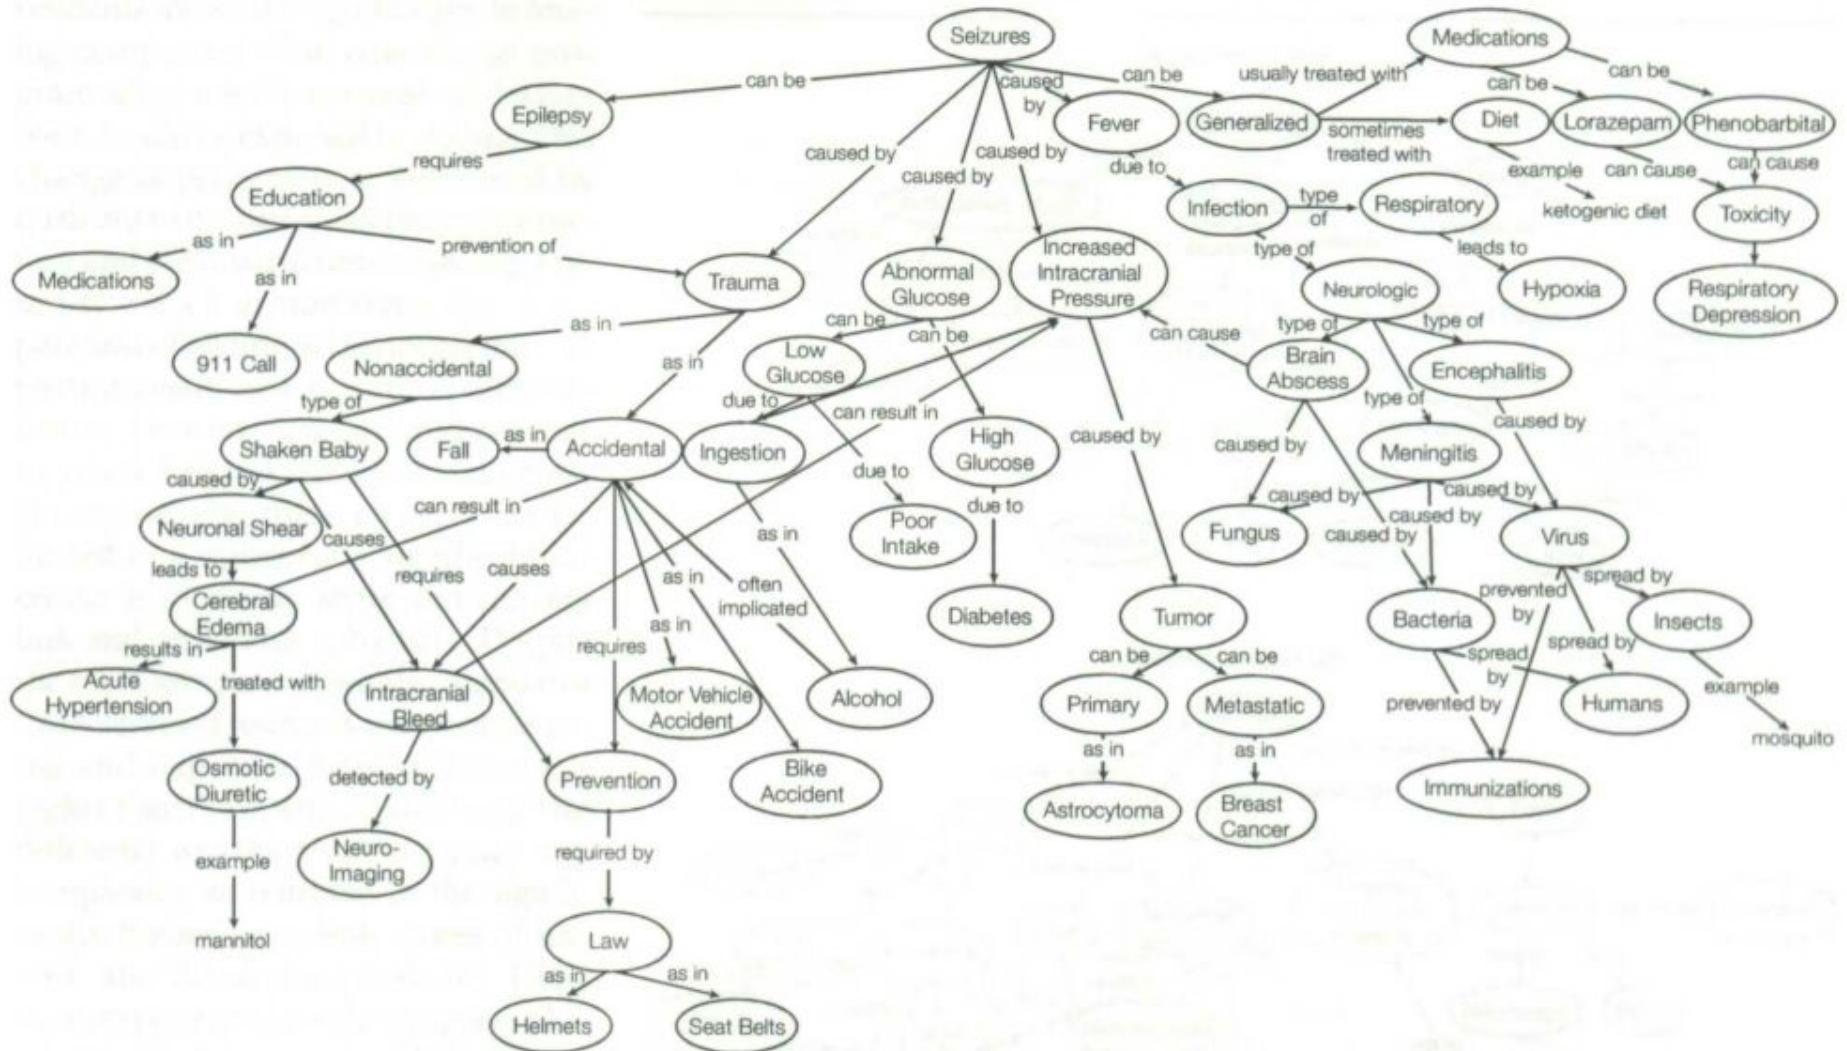 Seizures
Medications
can be
caused
by
can be
usually treated with
can be
can be
Epilepsy
Fever
Generalized
sometimes
treated with
Diet
Lorazepam
Phenobarbital
requires
caused by
caused by
caused by
due to
example
can cause
can cause
Education
Infection
type
of
Respiratory
ketogenic diet
Toxicity
as in
as in
prevention of
type of
leads to
Medications
Trauma
Abnormal
Glucose
Increased
Intracranial
Pressure
Neurologic
Hypoxia
Respiratory
Depression
as in
as in
can be
can be
can cause
type of
type of
911 Call
Nonaccidental
Low
Glucose
Brain
Abscess
Encephalitis
type of
due to
can result in
type of
caused by
Shaken Baby
Fall
as in
Accidental
Ingestion
High
Glucose
caused by
caused by
Meningitis
caused by
can result in
due to
due to
caused by
caused by
caused by
caused by
Neuronal Shear
causes
Poor
Intake
as in
Fungus
Virus
leads to
requires
causes
as in
often
implicated
spread by
prevented
by
Cerebral
Edema
as in
requires
Diabetes
Tumor
Bacteria
Insects
results in
treated with
can be
can be
spread
by
spread by
example
Acute
Hypertension
Intracranial
Bleed
Motor Vehicle
Accident
Alcohol
Primary
Metastatic
prevented by
Humans
mosquito
Osmotic
Diuretic
detected by
Prevention
Bike
Accident
as in
as in
Immunizations
Astrocytoma
Breast
Cancer
example
Neuro-
Imaging
required by
mannitol
Law
as in
as in
Helmets
Seat Belts